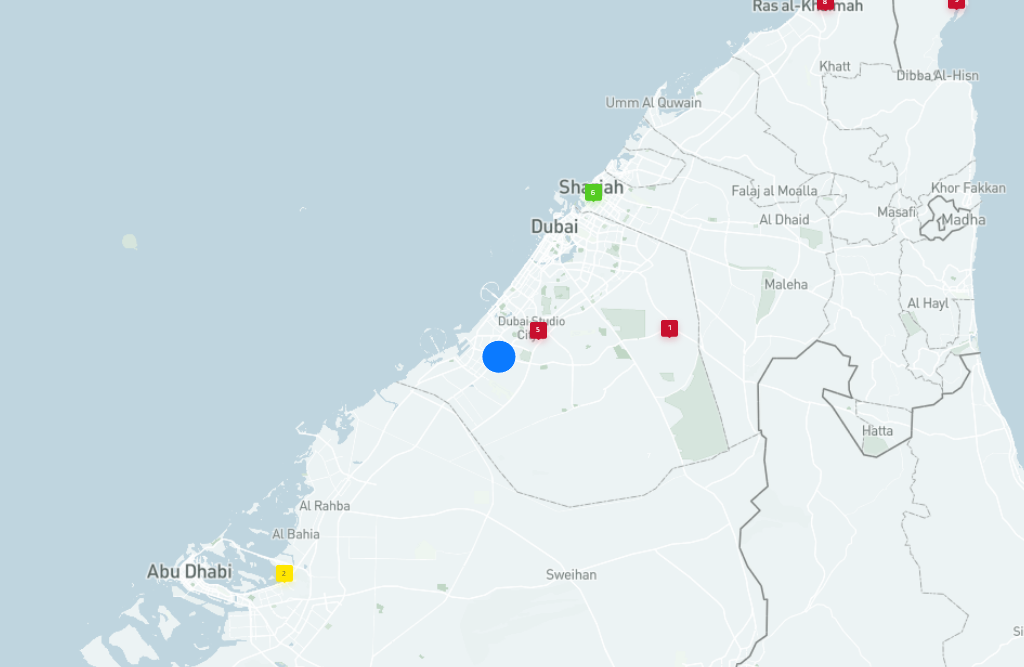 Ras al-Khaimah
8
Khatt
Dibba Al-Hisn
Umm Al Quwain
Sharjah
6
Falaj al Moalla
Khor Fakkan
Al Dhaid
Masafi
Madha
Dubai
Maleha
Al Hayl
Dubai Studio
City
5
1
Hatta
Al Rahba
Al Bahia
Abu Dhabi
2
Sweihan